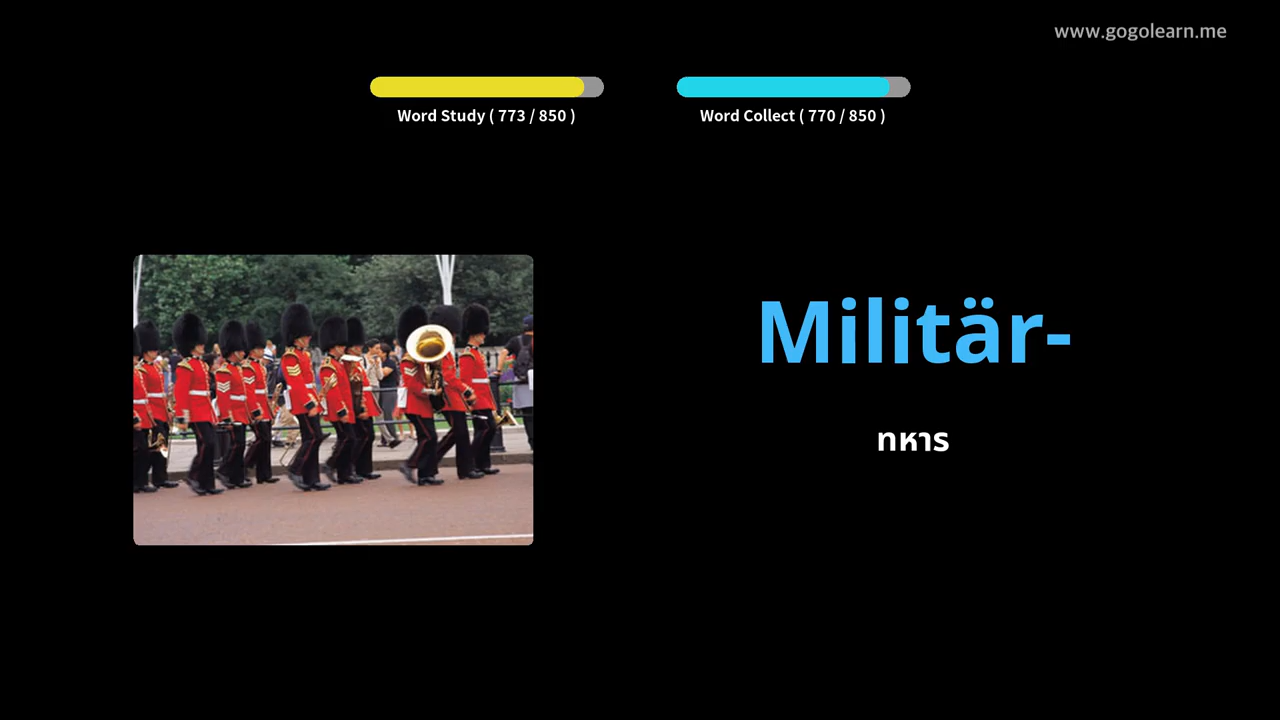 www.gogolearn.me
Word Study ( 773 / 850 )
Word Collect ( 770 / 850 )
Militär-
ทหาร